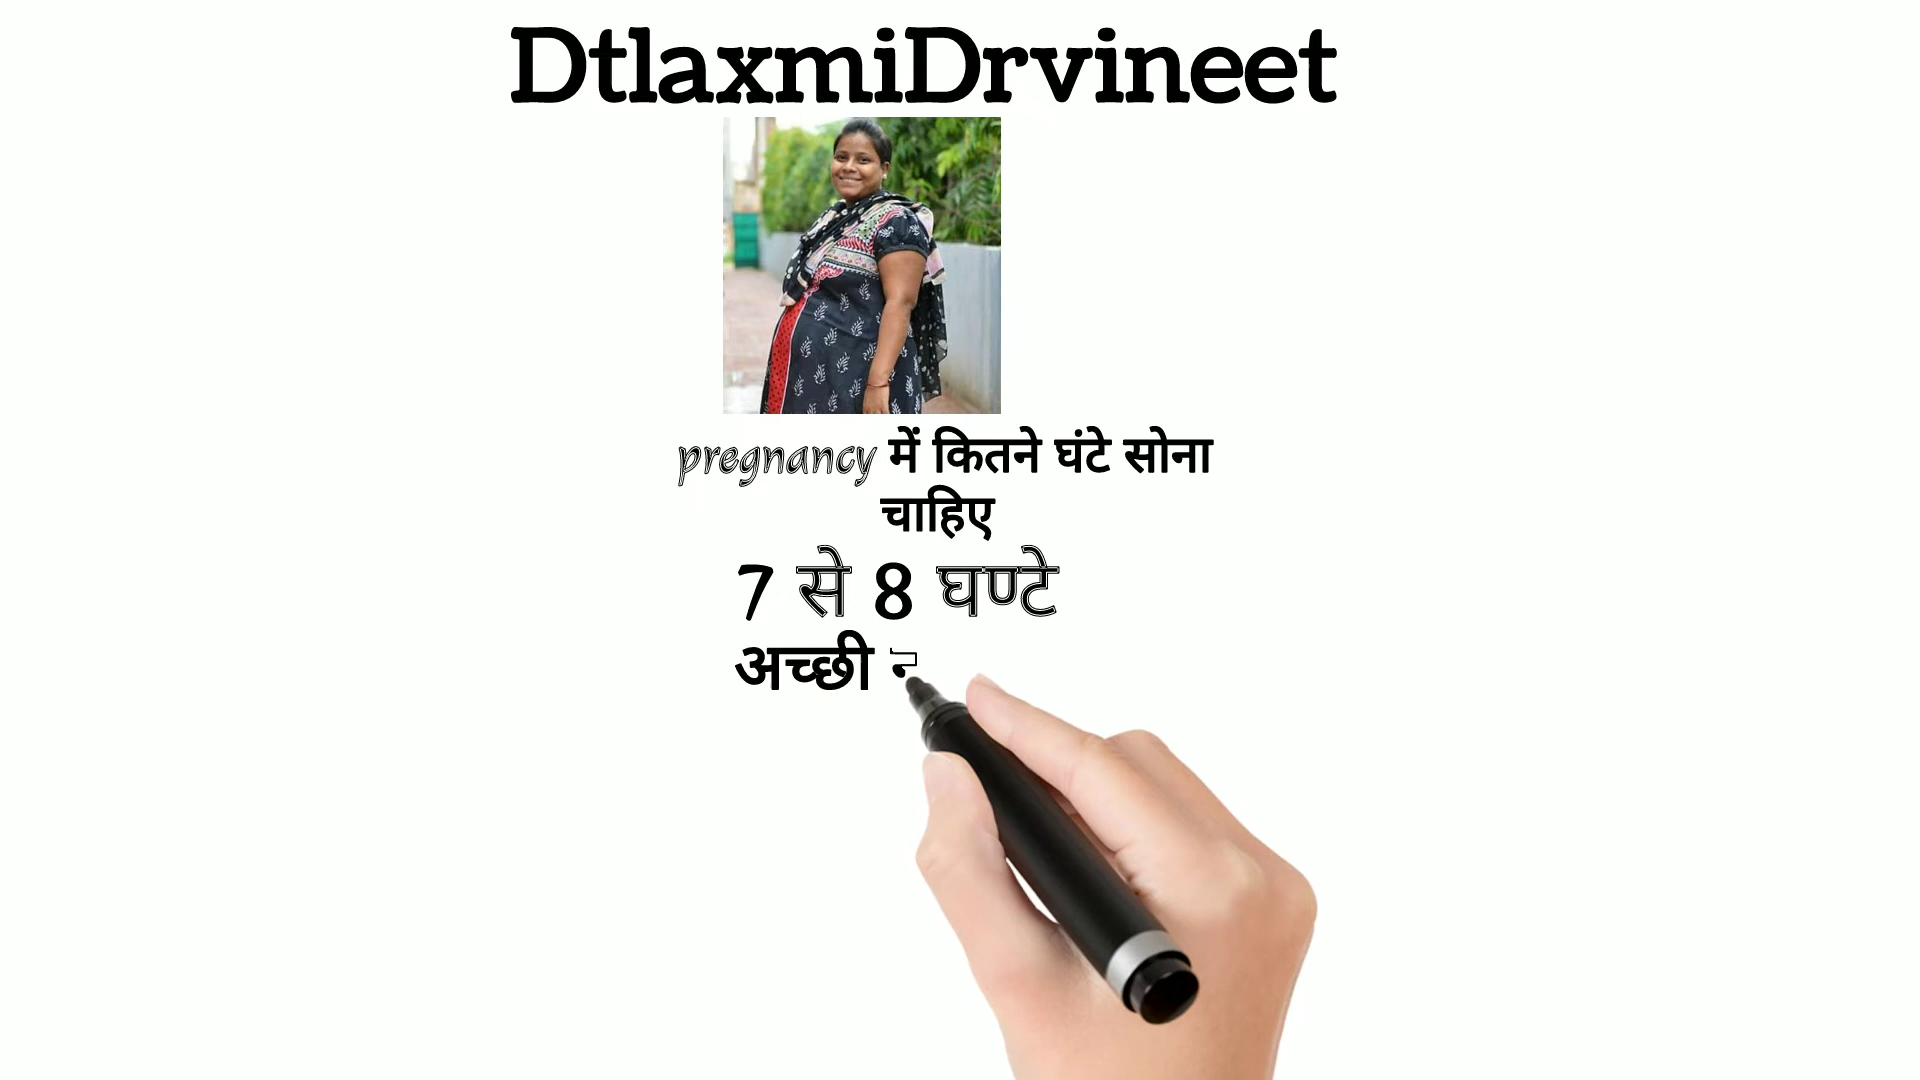 DtlaxmiDrvineet
pregnancy में कितने घंटे सोना
चाहिए
7 से 8 घण्टे
अच्छी